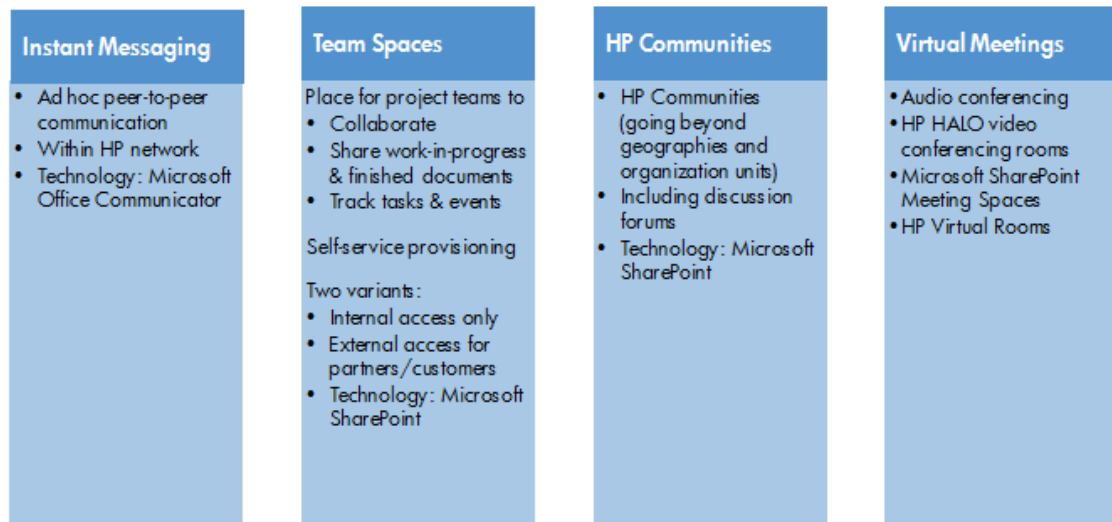 Instant Messaging
• Ad hoc peer-to-peer
communication
• Within HP network
• Technology: Microsoft
Office Communicator
Team Spaces
Place for project teams to
• Collaborate
• Share work-in-progress
& finished documents
• Track tasks & events
Self-service provisioning
Two variants:
• Internal access only
• External access for
partners/customers
• Technology: Microsoft
SharePoint
HP Communities
• HP Communities
(going beyond
geographies and
organization units)
• Including discussion
forums
• Technology: Microsoft
SharePoint
Virtual Meetings
• Audio conferencing
• HP HALO video
conferencing rooms
• Microsoft SharePoint
Meeting Spaces
• HP Virtual Rooms